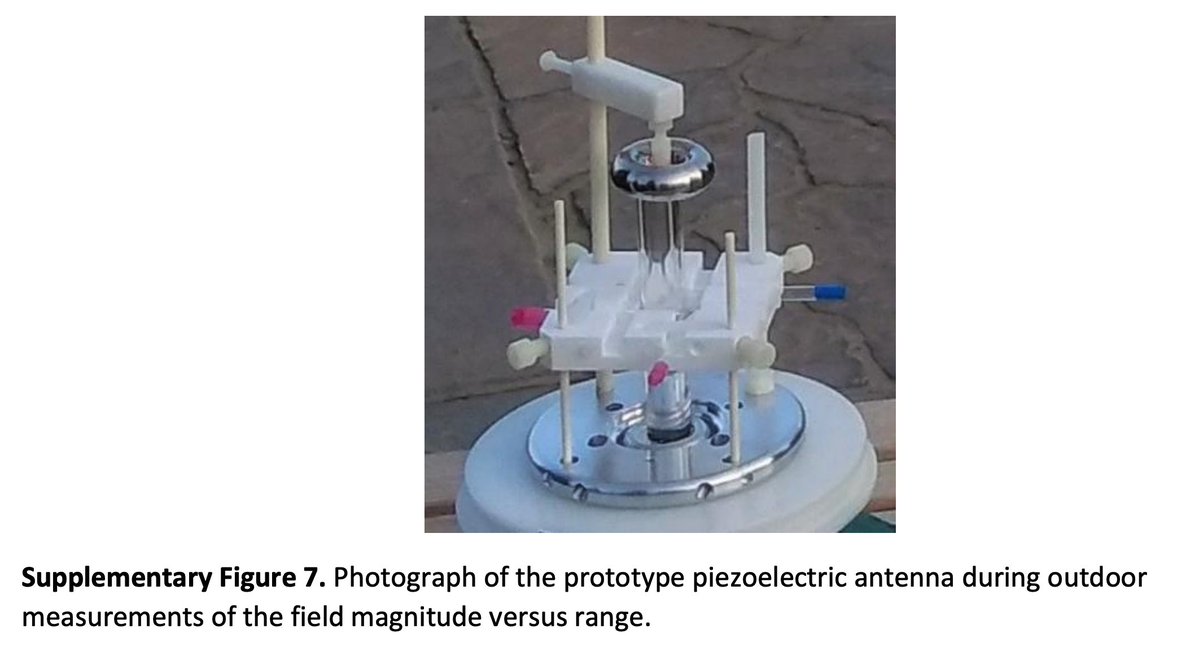 Supplementary Figure 7. Photograph of the prototype piezoelectric antenna during outdoor
measurements of the field magnitude versus range.